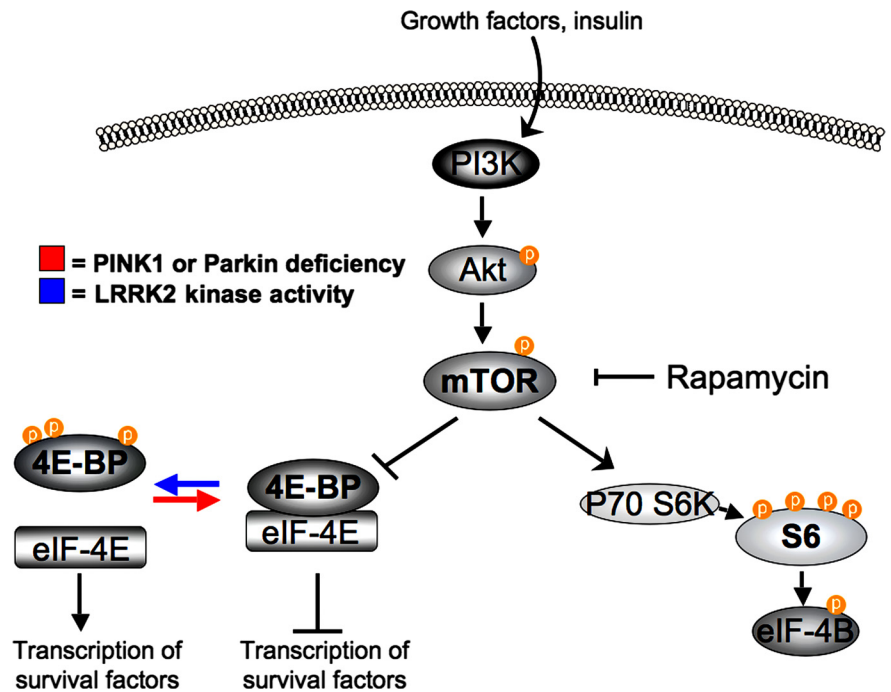 Growth factors, insulin
PI3K
= PINK1 or Parkin deficiency
= LRRK2 kinase activity
p
Akt
p
mTOR
Rapamycin
p p p
4E-BP
eIF-4E
Transcription of
survival factors
4E-BP
eIF-4E
Transcription of
survival factors
P70 S6K
p p p p
S6
p
eIF-4B